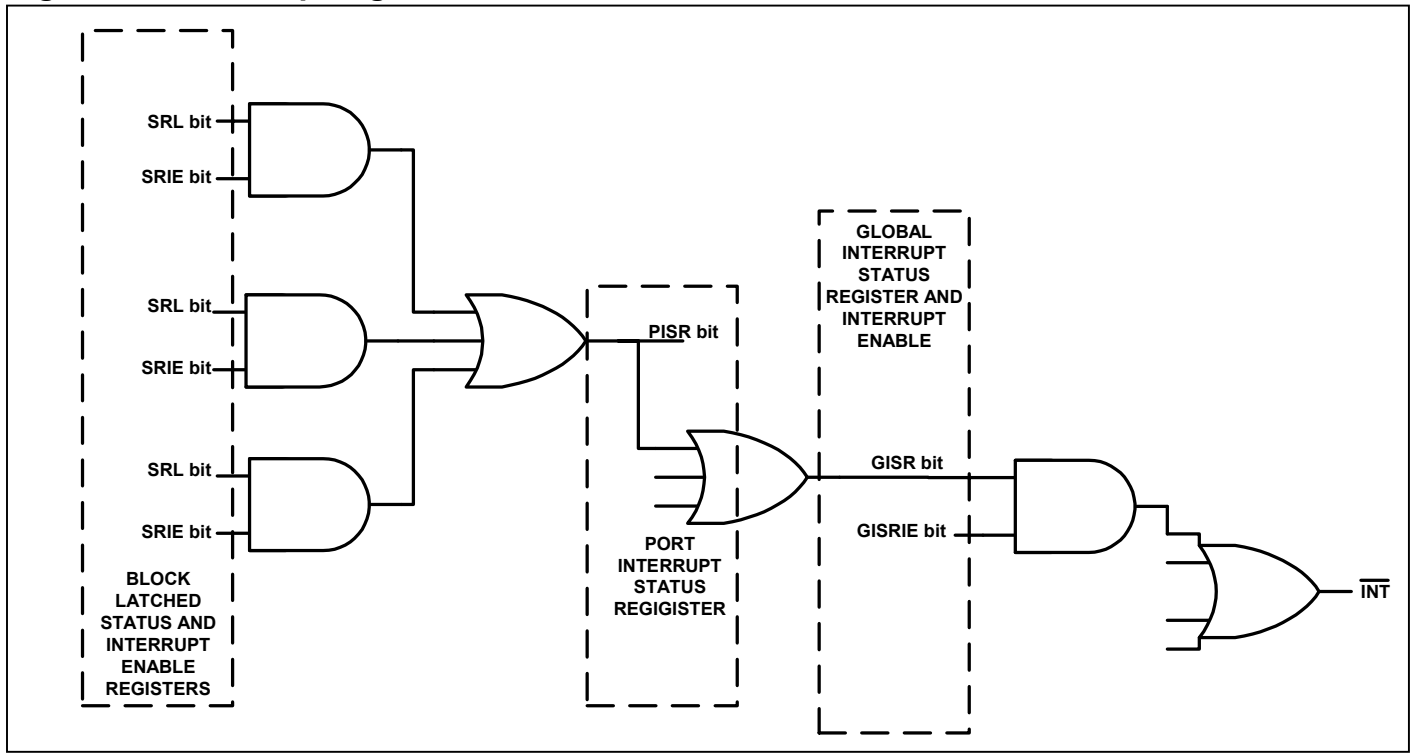 SRL bit
SRIE bit
SRL bit
SRIE bit
SRL bit
SRIE bit
BLOCK
LATCHED
STATUS AND
INTERRUPT
ENABLE
REGISTERS
PISR bit
PORT
INTERRUPT
STATUS
REGIGISTER
GLOBAL
INTERRUPT
STATUS
REGISTER AND
INTERRUPT
ENABLE
GISR bit
GISRIE bit
INT